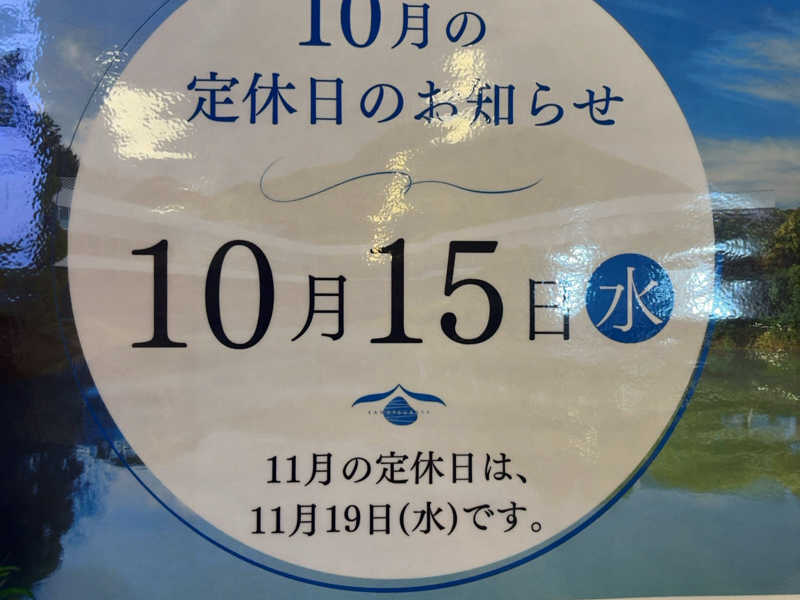 10月の
定休日のお知らせ
10月15日水
11月の定休日は、
11月19日(水)です。